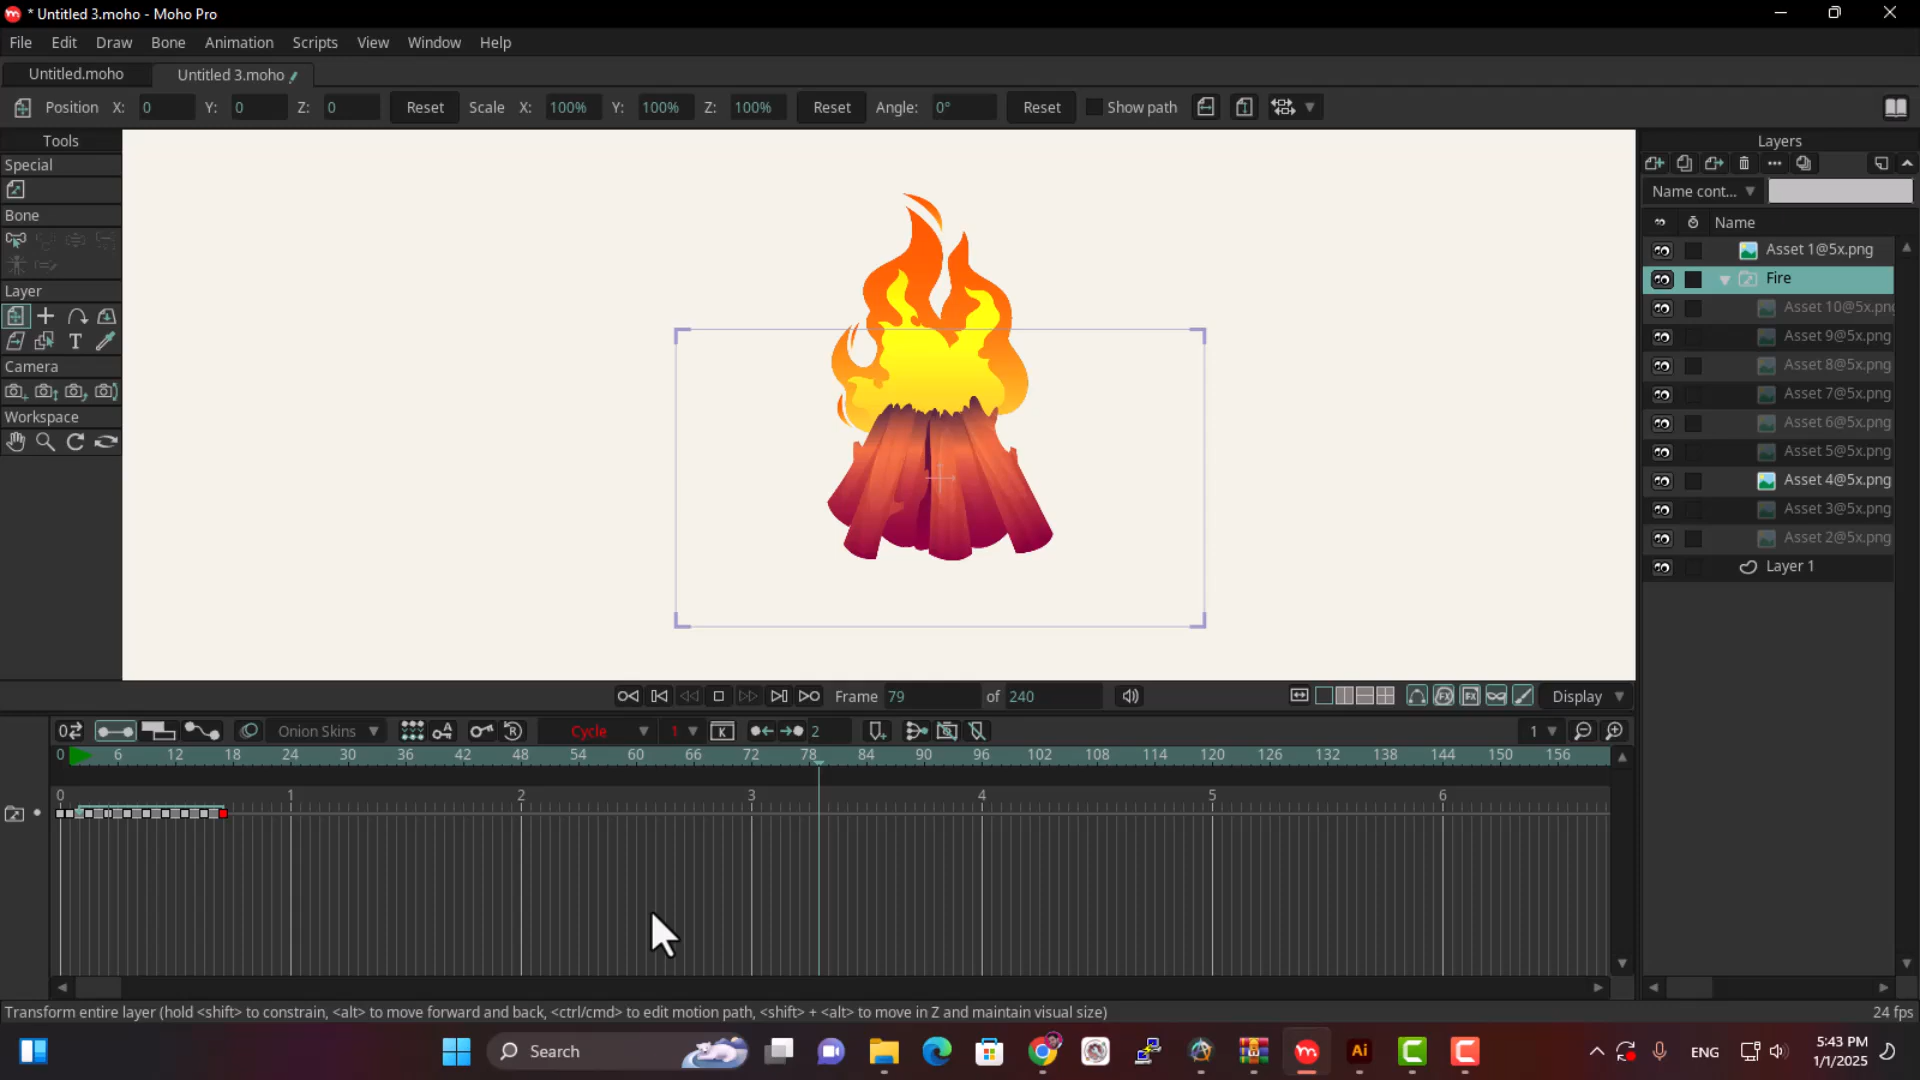 * Untitled 3.moho - Moho Pro
File Edit Draw Bone Animation Scripts View Window Help
Untitled.moho Untitled 3.moho
Position X: 0 Y: 0 Z: 0 Reset Scale X: 100% Y: 100% Z: 100% Reset Angle: 0° Reset Show path
Tools
Special
Bone
Layer
Camera
Workspace
Layers
Name cont...
Name
Asset 1@5x.png
Fire
Asset 10@5x.png
Asset 9@5x.png
Asset 8@5x.png
Asset 7@5x.png
Asset 6@5x.png
Asset 5@5x.png
Asset 4@5x.png
Asset 3@5x.png
Asset 2@5x.png
Layer 1
Frame 79 of 240 Display
Onion Skins Cycle 1 2 1
0 6 12 18 24 30 36 42 48 54 60 66 72 78 84 90 96 102 108 114 120 126 132 138 144 150 156
0 1 2 3 4 5 6
Transform entire layer (hold <shift> to constrain, <alt> to move forward and back, <ctrl/cmd> to edit motion path, <shift> + <alt> to move in Z and maintain visual size) 24 fps
Search
Ai
ENG
5:43 PM
1/1/2025